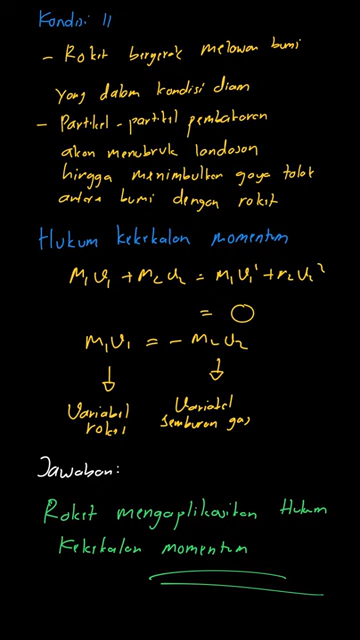 Kondisi II
- Roket bergerak melawan bumi
yang dalam kondisi diam
- Partikel-partikel pembakaran
akan menubruk landasan
hingga menimbulkan gaya tolak
antara bumi dengan roket
Hukum Kekekalan momentum
M₁V₁ + M₂V₂ = M₁V₁' + M₂V₂'
= 0
M₁V₁ = - M₂V₂
Variabel roket
Variabel semburan gas
Jawaban:
Roket mengaplikasikan Hukum
Kekekalan momentum